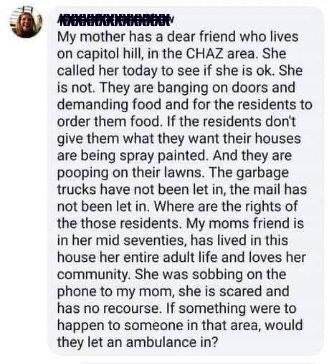 My mother has a dear friend who lives
on capitol hill, in the CHAZ area. She
called her today to see if she is ok. She
is not. They are banging on doors and
demanding food and for the residents to
order them food. If the residents don't
give them what they want their houses
are being spray painted. And they are
pooping on their lawns. The garbage
trucks have not been let in, the mail has
not been let in. Where are the rights of
the those residents. My moms friend is
in her mid seventies, has lived in this
house her entire adult life and loves her
community. She was sobbing on the
phone to my mom, she is scared and
has no recourse. If something were to
happen to someone in that area, would
they let an ambulance in?